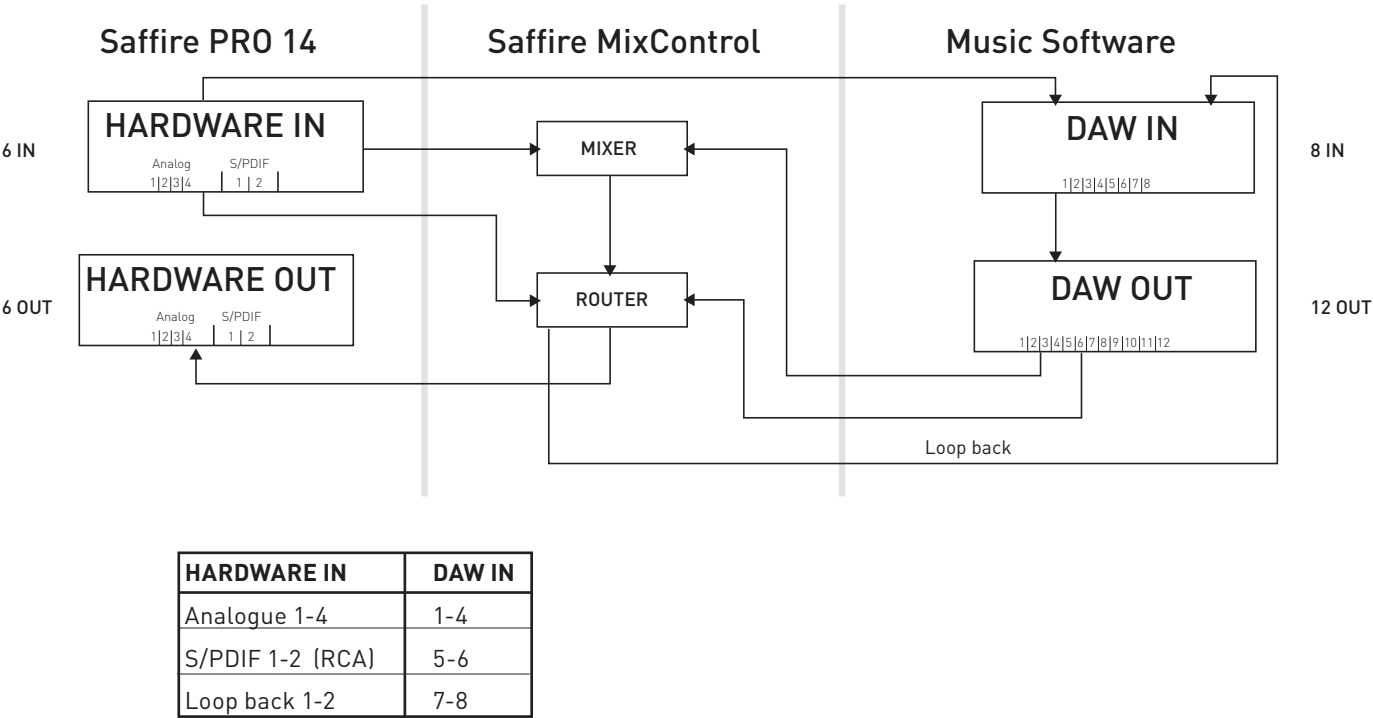 Saffire PRO 14
Saffire MixControl
Music Software
HARDWARE IN
Analog S/PDIF
1|2|3|4 1 | 2
6 IN
MIXER
DAW IN
1|2|3|4|5|6|7|8
8 IN
HARDWARE OUT
Analog S/PDIF
1|2|3|4 1 | 2
6 OUT
ROUTER
DAW OUT
1|2|3|4|5|6|7|8|9|10|11|12
12 OUT
Loop back
HARDWARE IN DAW IN
Analogue 1-4 1-4
S/PDIF 1-2 (RCA) 5-6
Loop back 1-2 7-8